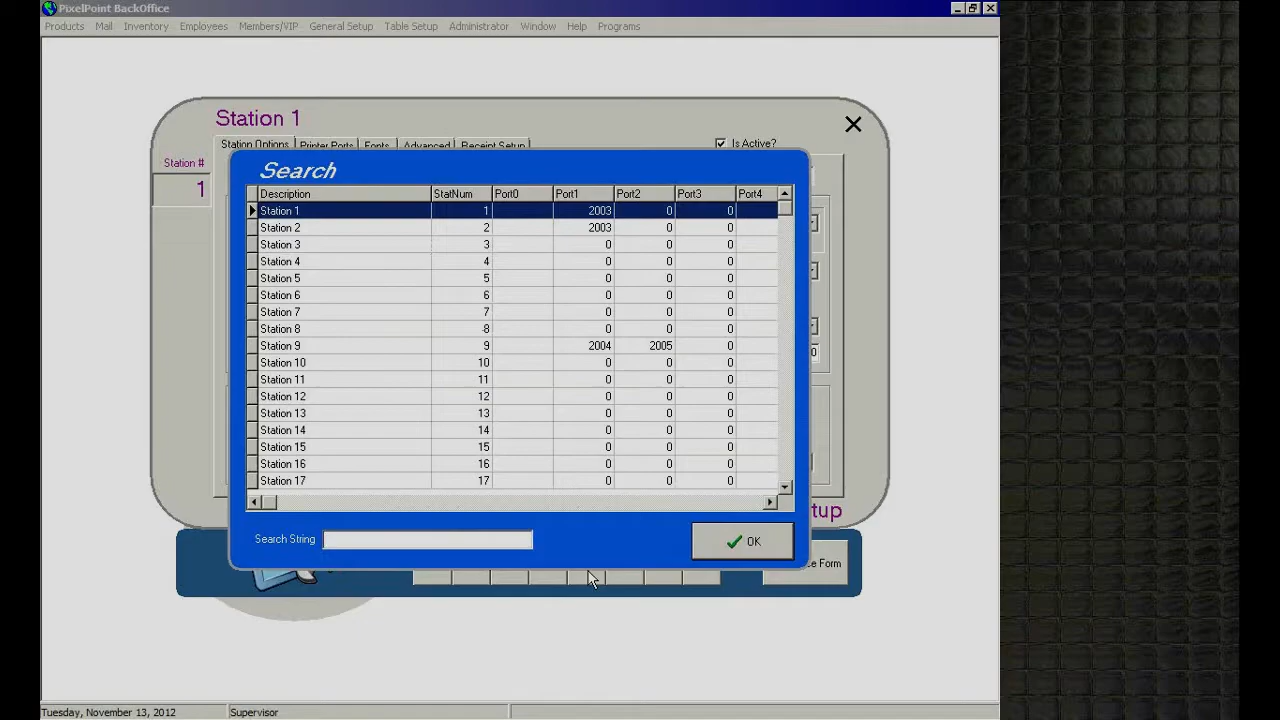 PixelPoint BackOffice
Products Mail Inventory Employees Members/VIP General Setup Table Setup Administrator Window Help Programs
Station 1
Station Options Printer Ports Fonts Advanced Receipt Setup Is Active?
Station #
1
Search
Description StatNum Port0 Port1 Port2 Port3 Port4
Station 1 1 2003 0 0
Station 2 2 2003 0 0
Station 3 3 0 0 0
Station 4 4 0 0 0
Station 5 5 0 0 0
Station 6 6 0 0 0
Station 7 7 0 0 0
Station 8 8 0 0 0
Station 9 9 2004 2005 0
Station 10 10 0 0 0
Station 11 11 0 0 0
Station 12 12 0 0 0
Station 13 13 0 0 0
Station 14 14 0 0 0
Station 15 15 0 0 0
Station 16 16 0 0 0
Station 17 17 0 0 0
0
tup
Search String OK
e Form
Tuesday, November 13, 2012 Supervisor